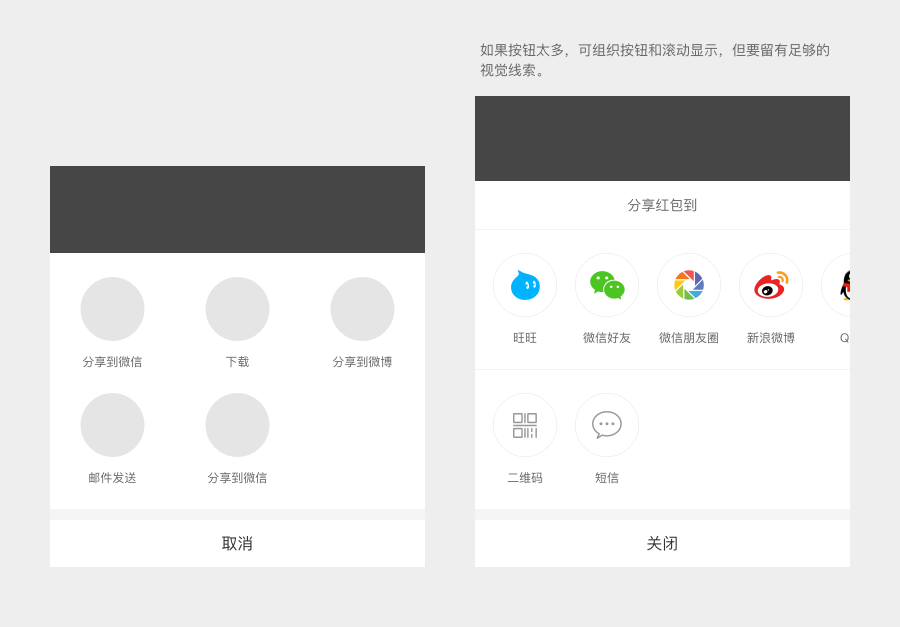 如果按钮太多，可组织按钮和滚动显示，但要留有足够的
视觉线索。
分享到微信
下载
分享到微博
邮件发送
分享到微信
取消
分享红包到
旺旺
微信好友
微信朋友圈
新浪微博
Q
二维码
短信
关闭